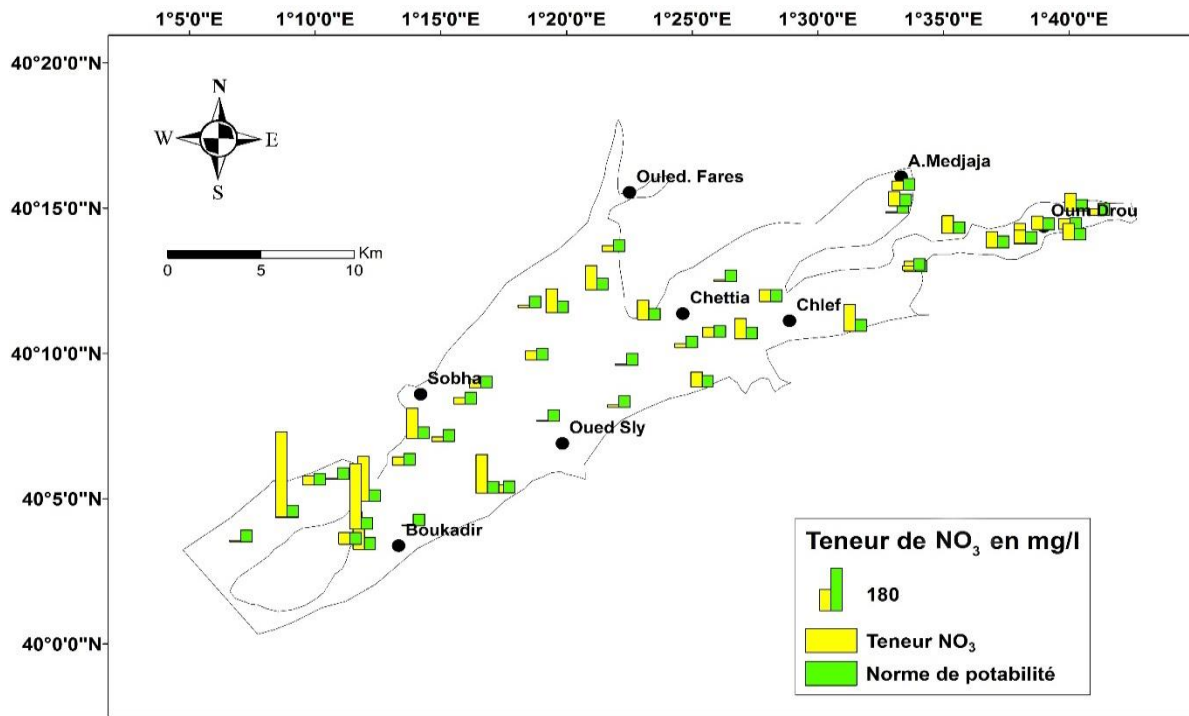 1°5'0"E 1°10'0"E 1°15'0"E 1°20'0"E 1°25'0"E 1°30'0"E 1°35'0"E 1°40'0"E
40°20'0"N
40°15'0"N
40°10'0"N
40°5'0"N
40°0'0"N
N
W E
S
0 5 10 Km
Ouled. Fares
A.Medjaja
Oum Drou
Chettia
Chlef
Sobha
Oued Sly
Boukadir
Teneur de NO₃ en mg/l
180
Teneur NO₃
Norme de potabilité